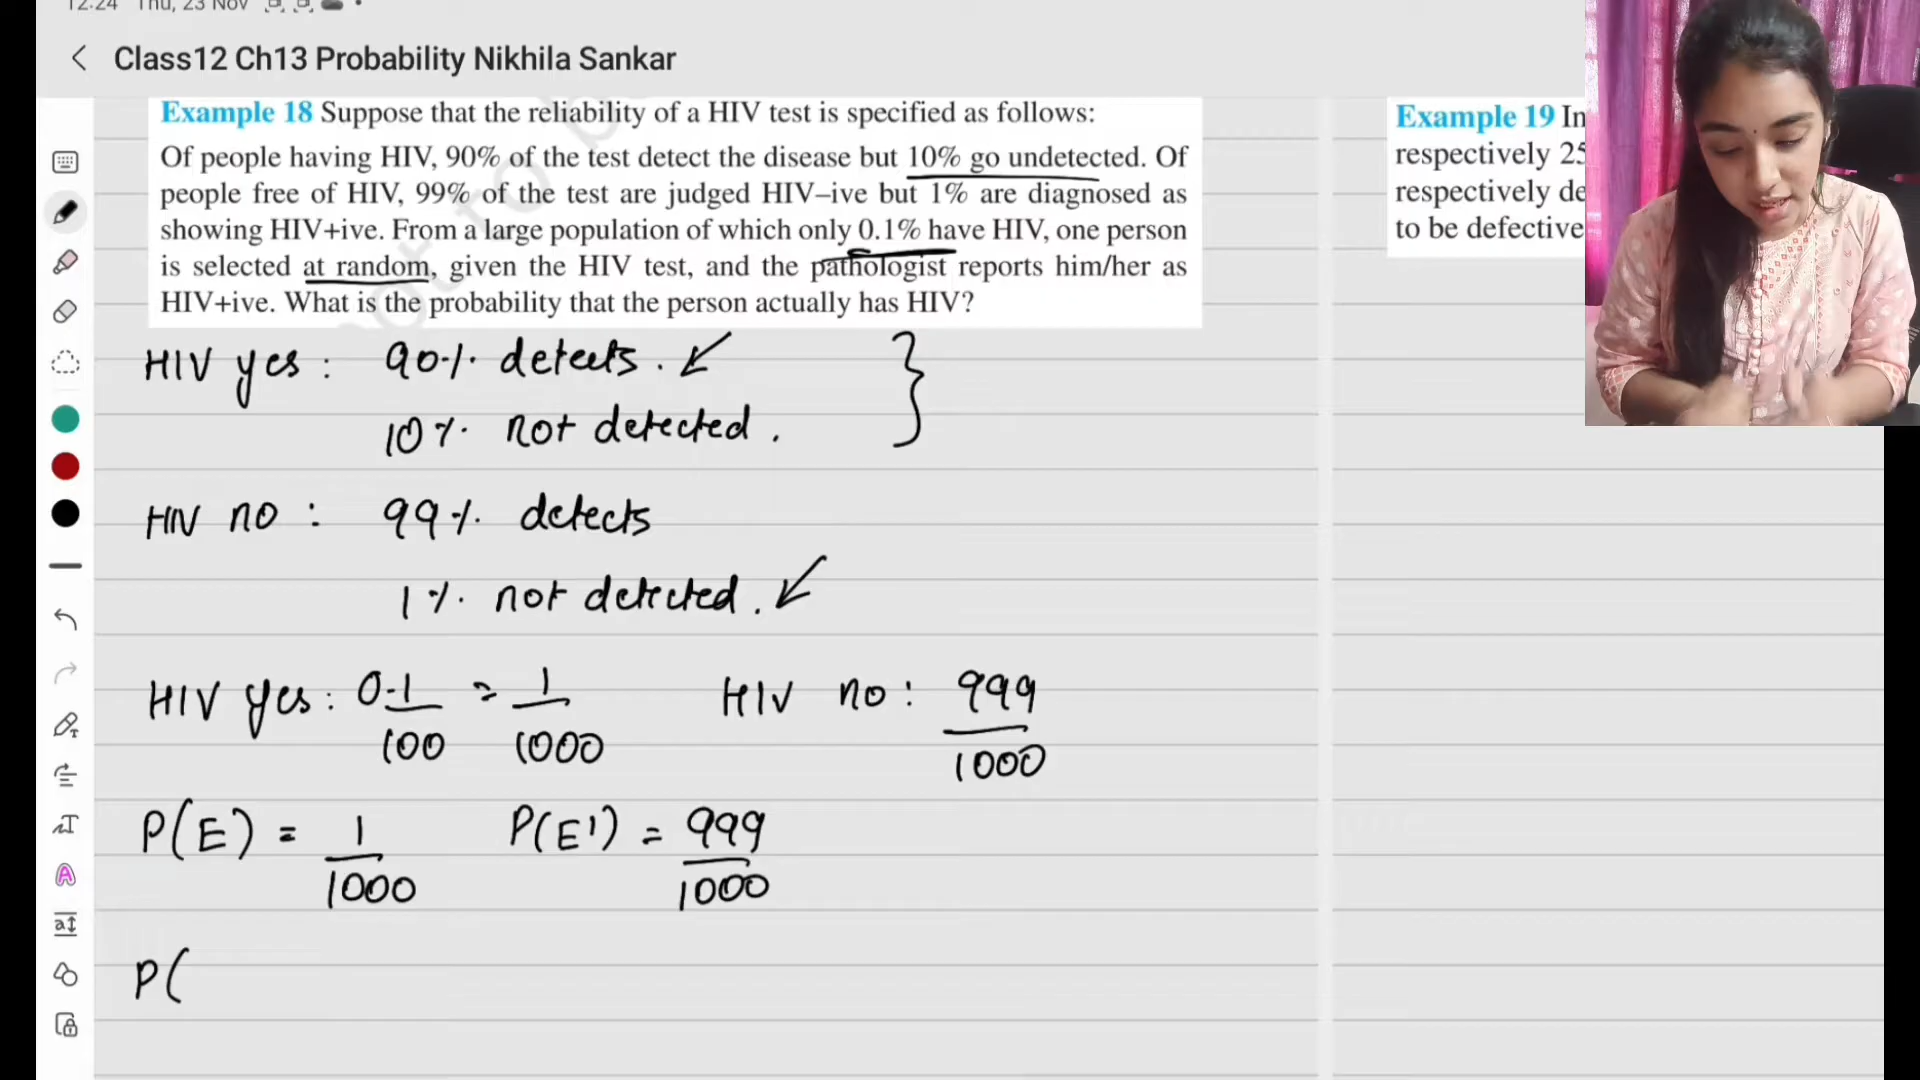 12:24 Thu, 23 Nov
Class12 Ch13 Probability Nikhila Sankar
Example 18 Suppose that the reliability of a HIV test is specified as follows:
Of people having HIV, 90% of the test detect the disease but 10% go undetected. Of
people free of HIV, 99% of the test are judged HIV–ive but 1% are diagnosed as
showing HIV+ive. From a large population of which only 0.1% have HIV, one person
is selected at random, given the HIV test, and the pathologist reports him/her as
HIV+ive. What is the probability that the person actually has HIV?
Example 19 In
respectively 25
respectively de
to be defective
HIV yes : 90% detects.
10% not detected.
HIV no : 99% detects
1% not detected.
HIV yes : 0.1/100 = 1/1000 HIV no : 999/1000
P(E) = 1/1000 P(E') = 999/1000
P(